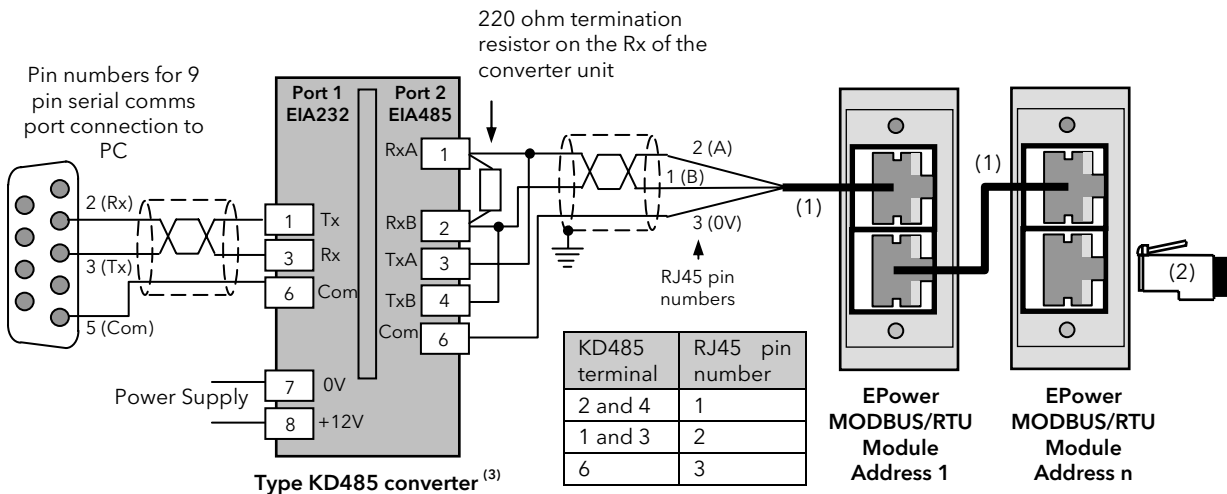 220 ohm termination
resistor on the Rx of the
converter unit
Pin numbers for 9
pin serial comms
port connection to
PC
Port 1
EIA232
Port 2
EIA485
2 (Rx)
3 (Tx)
5 (Com)
1
Tx
3
Rx
6
Com
7
0V
8
+12V
Power Supply
RxA
1
RxB
2
TxA
3
TxB
4
Com
6
2 (A)
1 (B)
3 (0V)
RJ45 pin
numbers
(1)
(1)
(2)
KD485 terminal
RJ45 pin number
2 and 4
1
1 and 3
2
6
3
Type KD485 converter (3)
EPower
MODBUS/RTU
Module
Address 1
EPower
MODBUS/RTU
Module
Address n